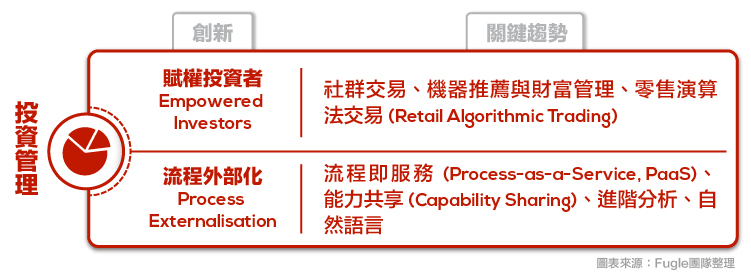 創新
關鍵趨勢
投資管理
賦權投資者
Empowered
Investors
社群交易、機器推薦與財富管理、零售演算
法交易 (Retail Algorithmic Trading)
流程外部化
Process
Externalisation
流程即服務 (Process-as-a-Service, PaaS)、
能力共享 (Capability Sharing)、進階分析、自
然語言
圖表來源：Fugle團隊整理